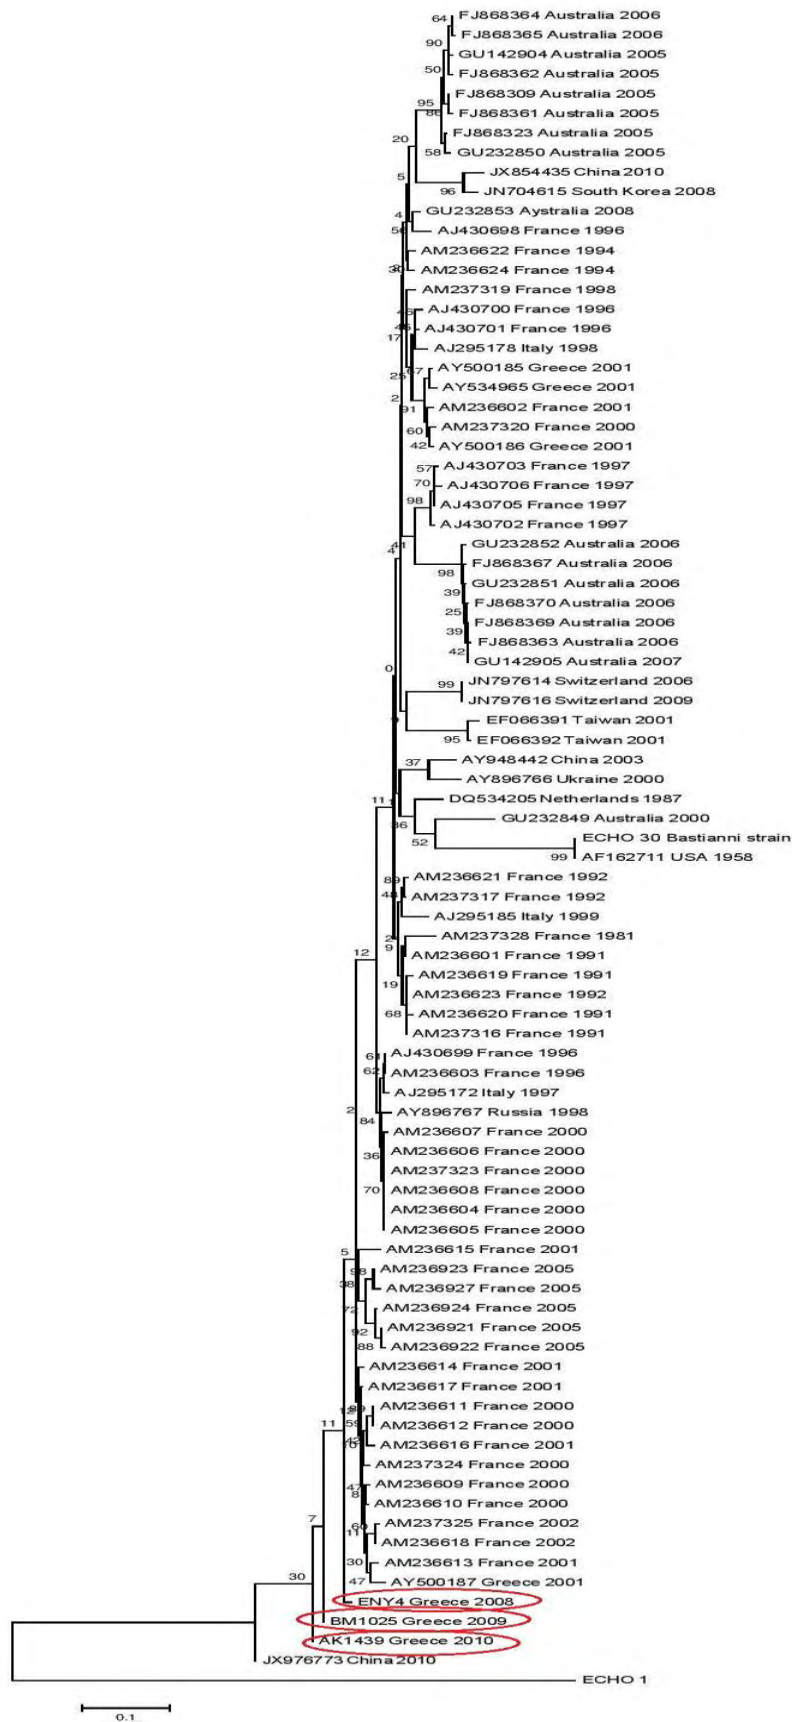 64
FJ868364 Australia 2006
FJ868365 Australia 2006
90
GU142904 Australia 2005
50
FJ868362 Australia 2005
FJ868309 Australia 2005
95
86
FJ868361 Australia 2005
FJ868323 Australia 2005
20
58
GU232850 Australia 2005
JX854435 China 2010
5
96
JN704615 South Korea 2008
GU232853 Aystralia 2008
4
56
AJ430698 France 1996
AM236622 France 1994
AM236624 France 1994
AM237319 France 1998
AJ430700 France 1996
AJ430701 France 1996
17
AJ295178 Italy 1998
AY500185 Greece 2001
25
67
AY534965 Greece 2001
2
91
AM236602 France 2001
AM237320 France 2000
60
42
AY500186 Greece 2001
57
AJ430703 France 1997
70
AJ430706 France 1997
98
AJ430705 France 1997
AJ430702 France 1997
41
4
GU232852 Australia 2006
FJ868367 Australia 2006
98
GU232851 Australia 2006
39
FJ868370 Australia 2006
25
FJ868369 Australia 2006
39
FJ868363 Australia 2006
42
GU142905 Australia 2007
0
99
JN797614 Switzerland 2006
JN797616 Switzerland 2009
EF066391 Taiwan 2001
95
EF066392 Taiwan 2001
37
AY948442 China 2003
AY896766 Ukraine 2000
11
DQ534205 Netherlands 1987
36
GU232849 Australia 2000
52
ECHO 30 Bastianni strain
99
AF162711 USA 1958
AM236621 France 1992
AM237317 France 1992
AJ295185 Italy 1999
2
AM237328 France 1981
9
12
AM236601 France 1991
AM236619 France 1991
19
AM236623 France 1992
68
AM236620 France 1991
AM237316 France 1991
61
AJ430699 France 1996
62
AM236603 France 1996
AJ295172 Italy 1997
2
84
AY896767 Russia 1998
AM236607 France 2000
36
AM236606 France 2000
AM237323 France 2000
70
AM236608 France 2000
AM236604 France 2000
AM236605 France 2000
5
AM236615 France 2001
98
AM236923 France 2005
38
AM236927 France 2005
72
AM236924 France 2005
92
AM236921 France 2005
88
AM236922 France 2005
AM236614 France 2001
AM236617 France 2001
AM236611 France 2000
11
59
AM236612 France 2000
AM236616 France 2001
AM237324 France 2000
47
AM236609 France 2000
8
AM236610 France 2000
7
60
AM237325 France 2002
11
AM236618 France 2002
30
AM236613 France 2001
30
47
AY500187 Greece 2001
ENY4 Greece 2008
BM1025 Greece 2009
AK1439 Greece 2010
JX976773 China 2010
ECHO 1
0.1